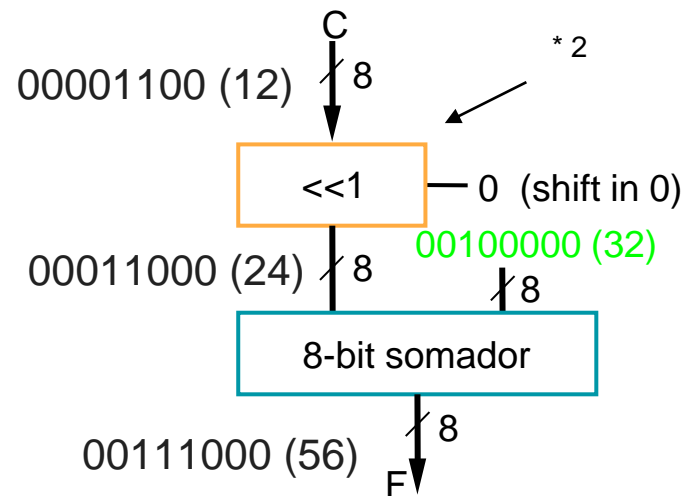 C
* 2
00001100 (12)
8
<<1
0 (shift in 0)
00100000 (32)
00011000 (24)
8
8
8-bit somador
8
00111000 (56)
F